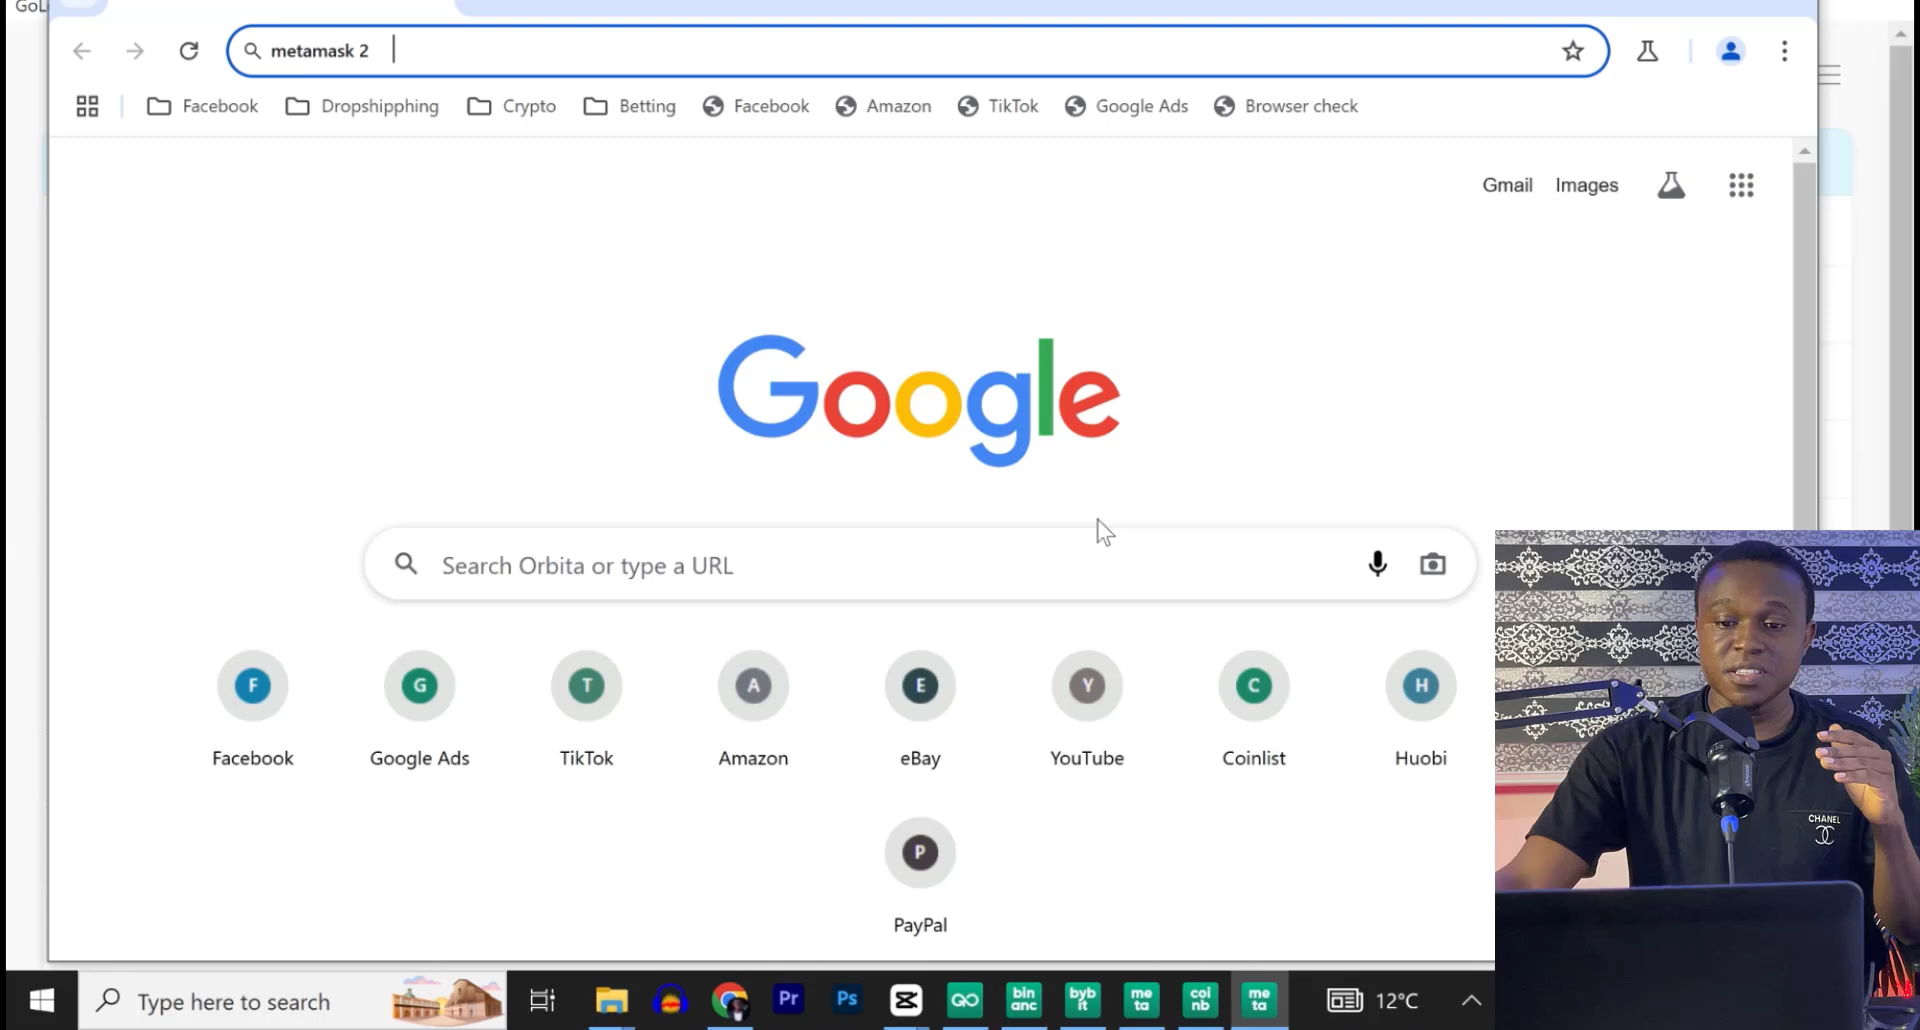 GoL
metamask 2
Facebook Dropshipphing Crypto Betting Facebook Amazon TikTok Google Ads Browser check
Gmail Images
Google
Search Orbita or type a URL
F G T A E Y C H
Facebook Google Ads TikTok Amazon eBay YouTube Coinlist Huobi
P
PayPal
CHANEL
Type here to search
Pr Ps GO bin anc byb it me ta coi nb me ta 12°C